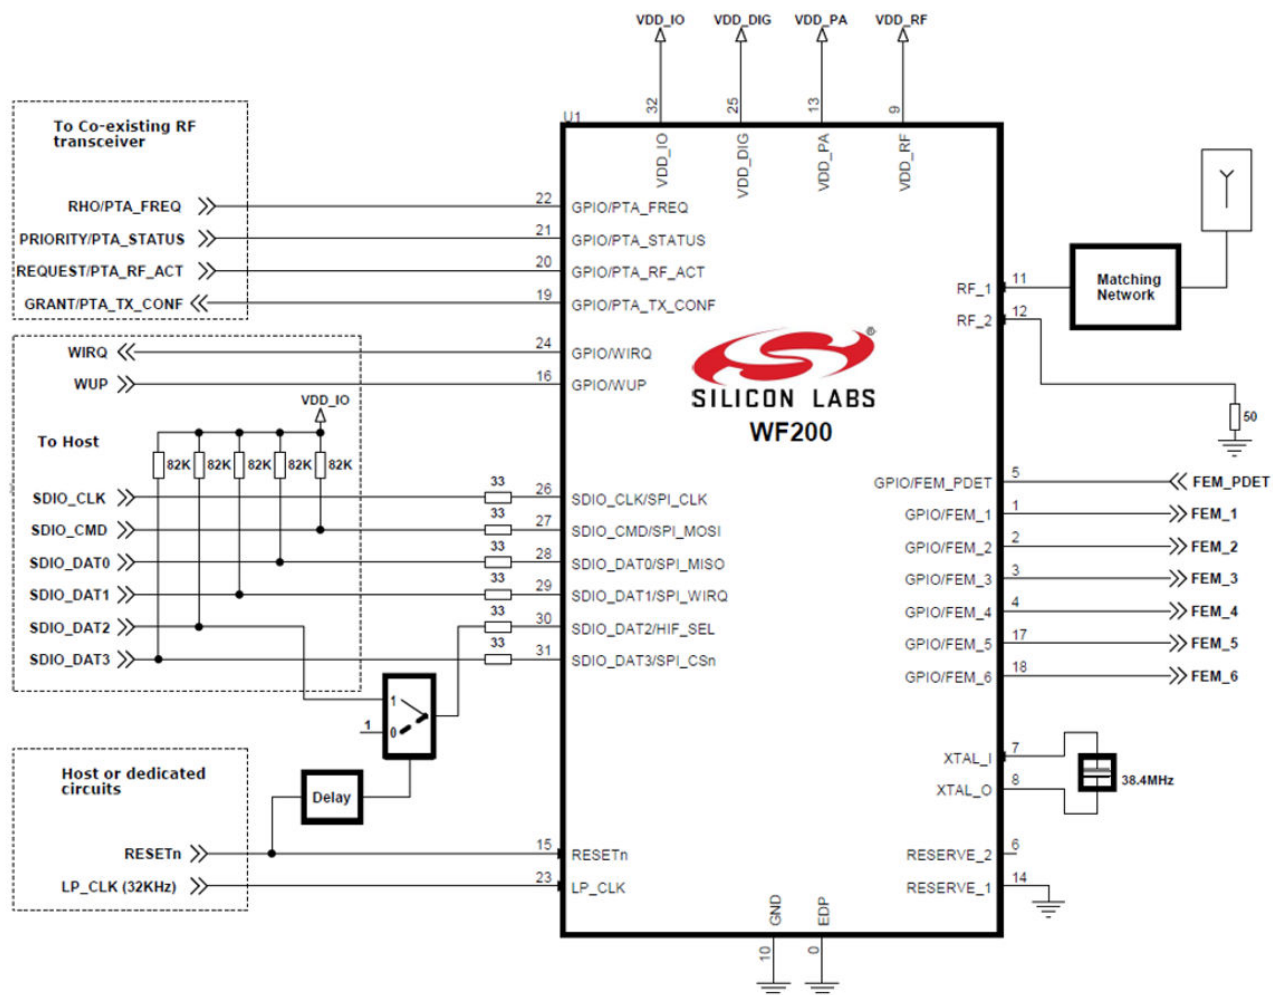 VDD_IO VDD_DIG VDD_PA VDD_RF
32 25 13 9
U1
VDD_IO VDD_DIG VDD_PA VDD_RF
To Co-existing RF
transceiver
RHO/PTA_FREQ 22 GPIO/PTA_FREQ
PRIORITY/PTA_STATUS 21 GPIO/PTA_STATUS
REQUEST/PTA_RF_ACT 20 GPIO/PTA_RF_ACT
GRANT/PTA_TX_CONF 19 GPIO/PTA_TX_CONF
RF_1 11
Matching
Network
RF_2 12
50
WIRQ 24 GPIO/WIRQ
WUP 16 GPIO/WUP
®
SILICON LABS
WF200
VDD_IO
To Host
82K 82K 82K 82K 82K
SDIO_CLK 33 26 SDIO_CLK/SPI_CLK
SDIO_CMD 33 27 SDIO_CMD/SPI_MOSI
SDIO_DAT0 33 28 SDIO_DAT0/SPI_MISO
SDIO_DAT1 33 29 SDIO_DAT1/SPI_WIRQ
SDIO_DAT2 33 30 SDIO_DAT2/HIF_SEL
SDIO_DAT3 33 31 SDIO_DAT3/SPI_CSn
GPIO/FEM_PDET 5 FEM_PDET
GPIO/FEM_1 1 FEM_1
GPIO/FEM_2 2 FEM_2
GPIO/FEM_3 3 FEM_3
GPIO/FEM_4 4 FEM_4
GPIO/FEM_5 17 FEM_5
GPIO/FEM_6 18 FEM_6
1
1 0
Host or dedicated
circuits
Delay
XTAL_I 7
XTAL_O 8
38.4MHz
RESETn 15 RESETn
LP_CLK (32KHz) 23 LP_CLK
RESERVE_2 6
RESERVE_1 14
GND EDP
10 0